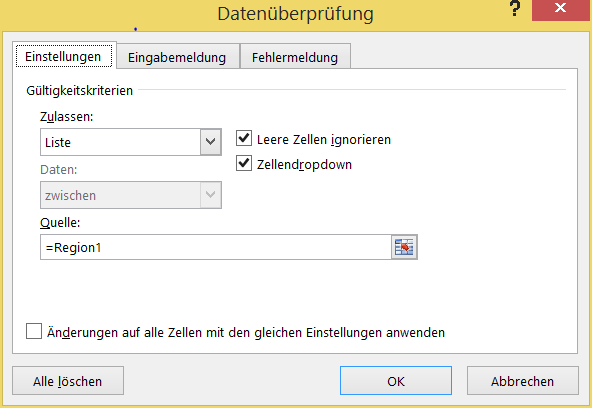 Datenüberprüfung
?
Einstellungen Eingabemeldung Fehlermeldung
Gültigkeitskriterien
Zulassen:
Liste
Leere Zellen ignorieren
Zellendropdown
Daten:
zwischen
Quelle:
=Region1
Änderungen auf alle Zellen mit den gleichen Einstellungen anwenden
Alle löschen OK Abbrechen